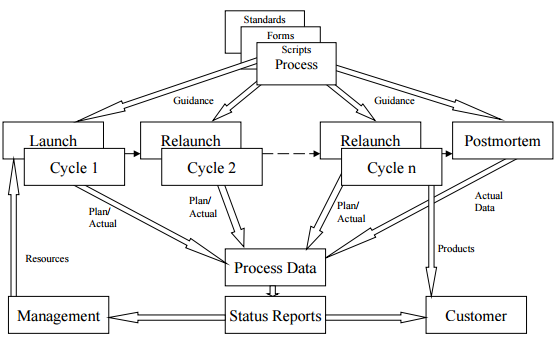 Standards
Forms
Scripts
Process
Guidance
Guidance
Launch
Relaunch
Relaunch
Postmortem
Cycle 1
Cycle 2
Cycle n
Plan/
Actual
Plan/
Actual
Plan/
Actual
Actual
Data
Resources
Products
Process Data
Management
Status Reports
Customer